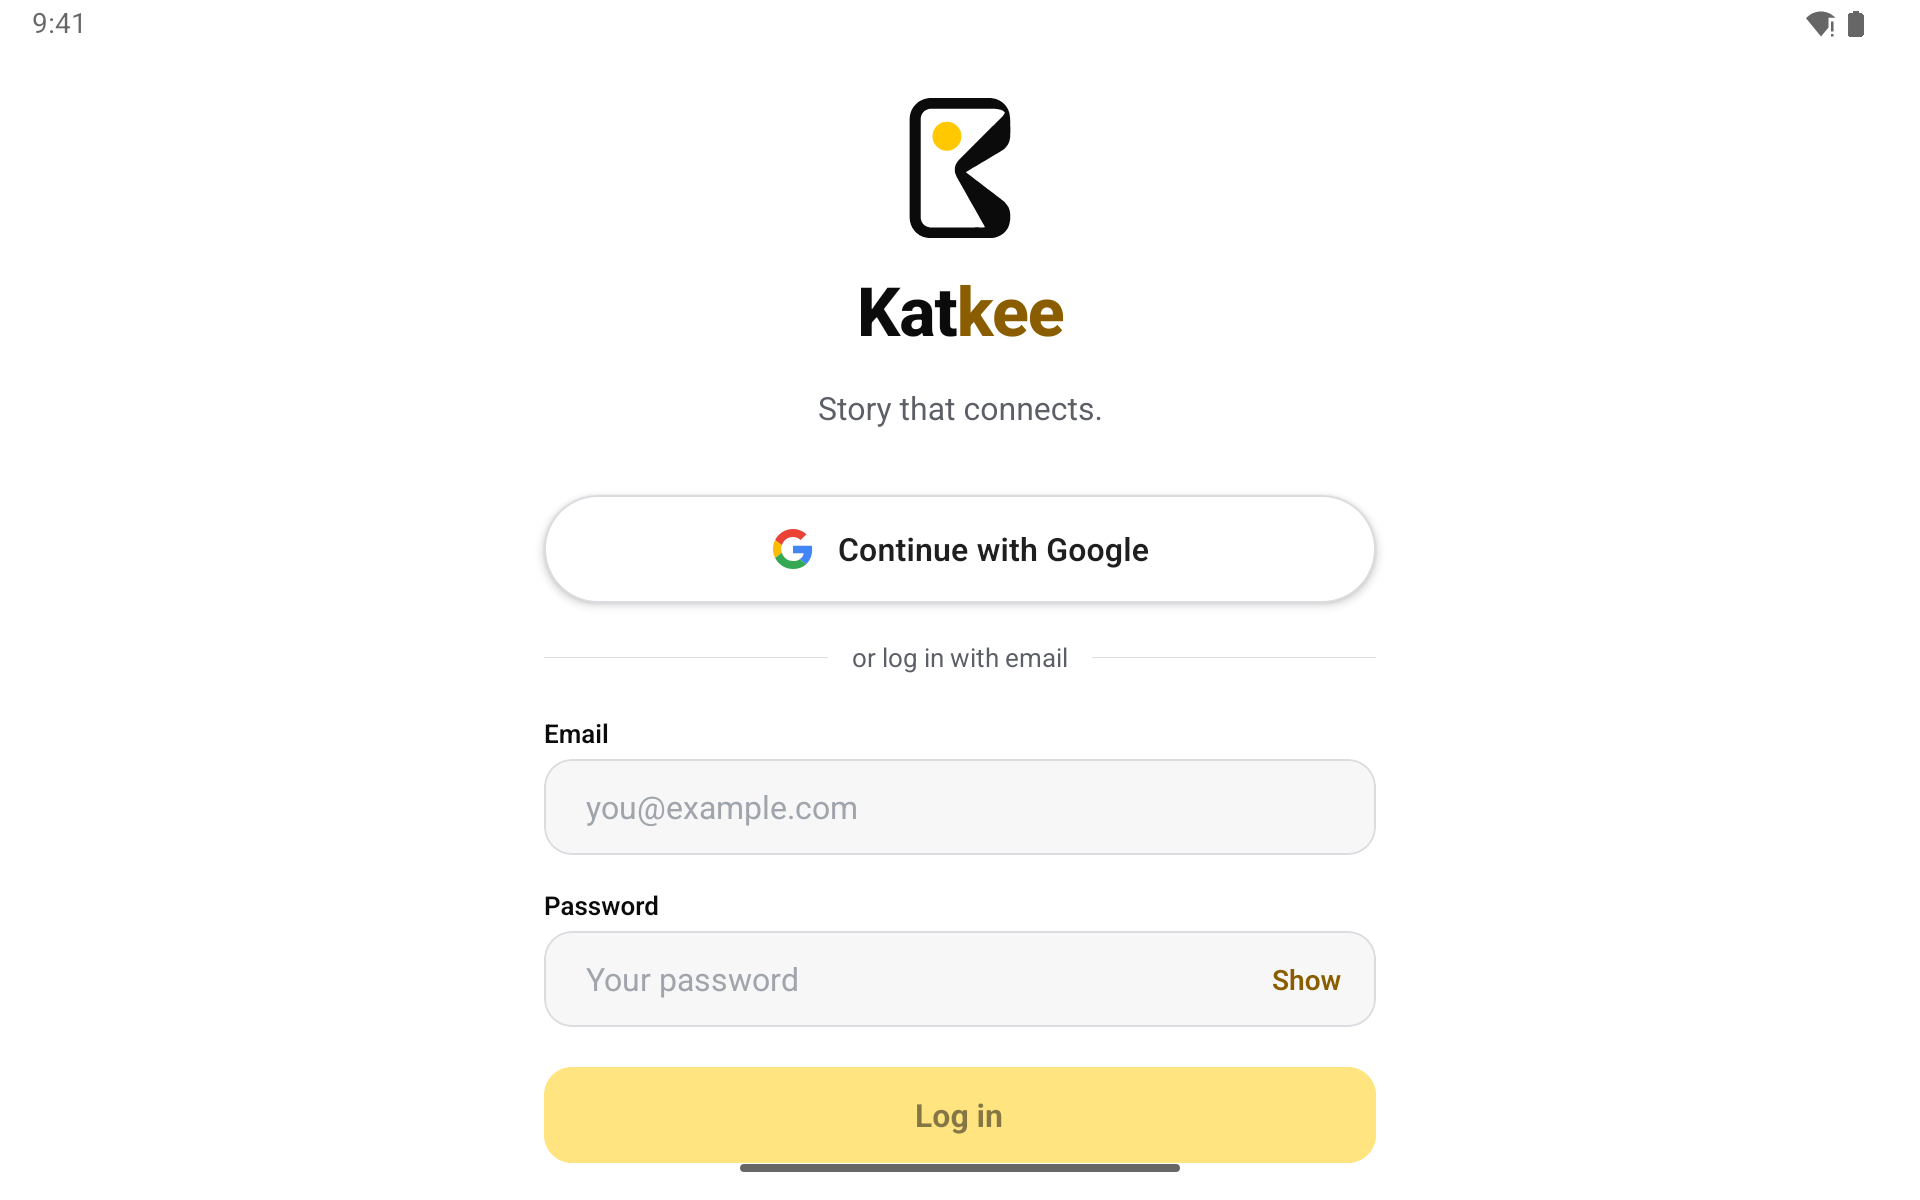 9:41
Katkee
Story that connects.
Continue with Google
or log in with email
Email
you@example.com
Password
Your password
Show
Log in